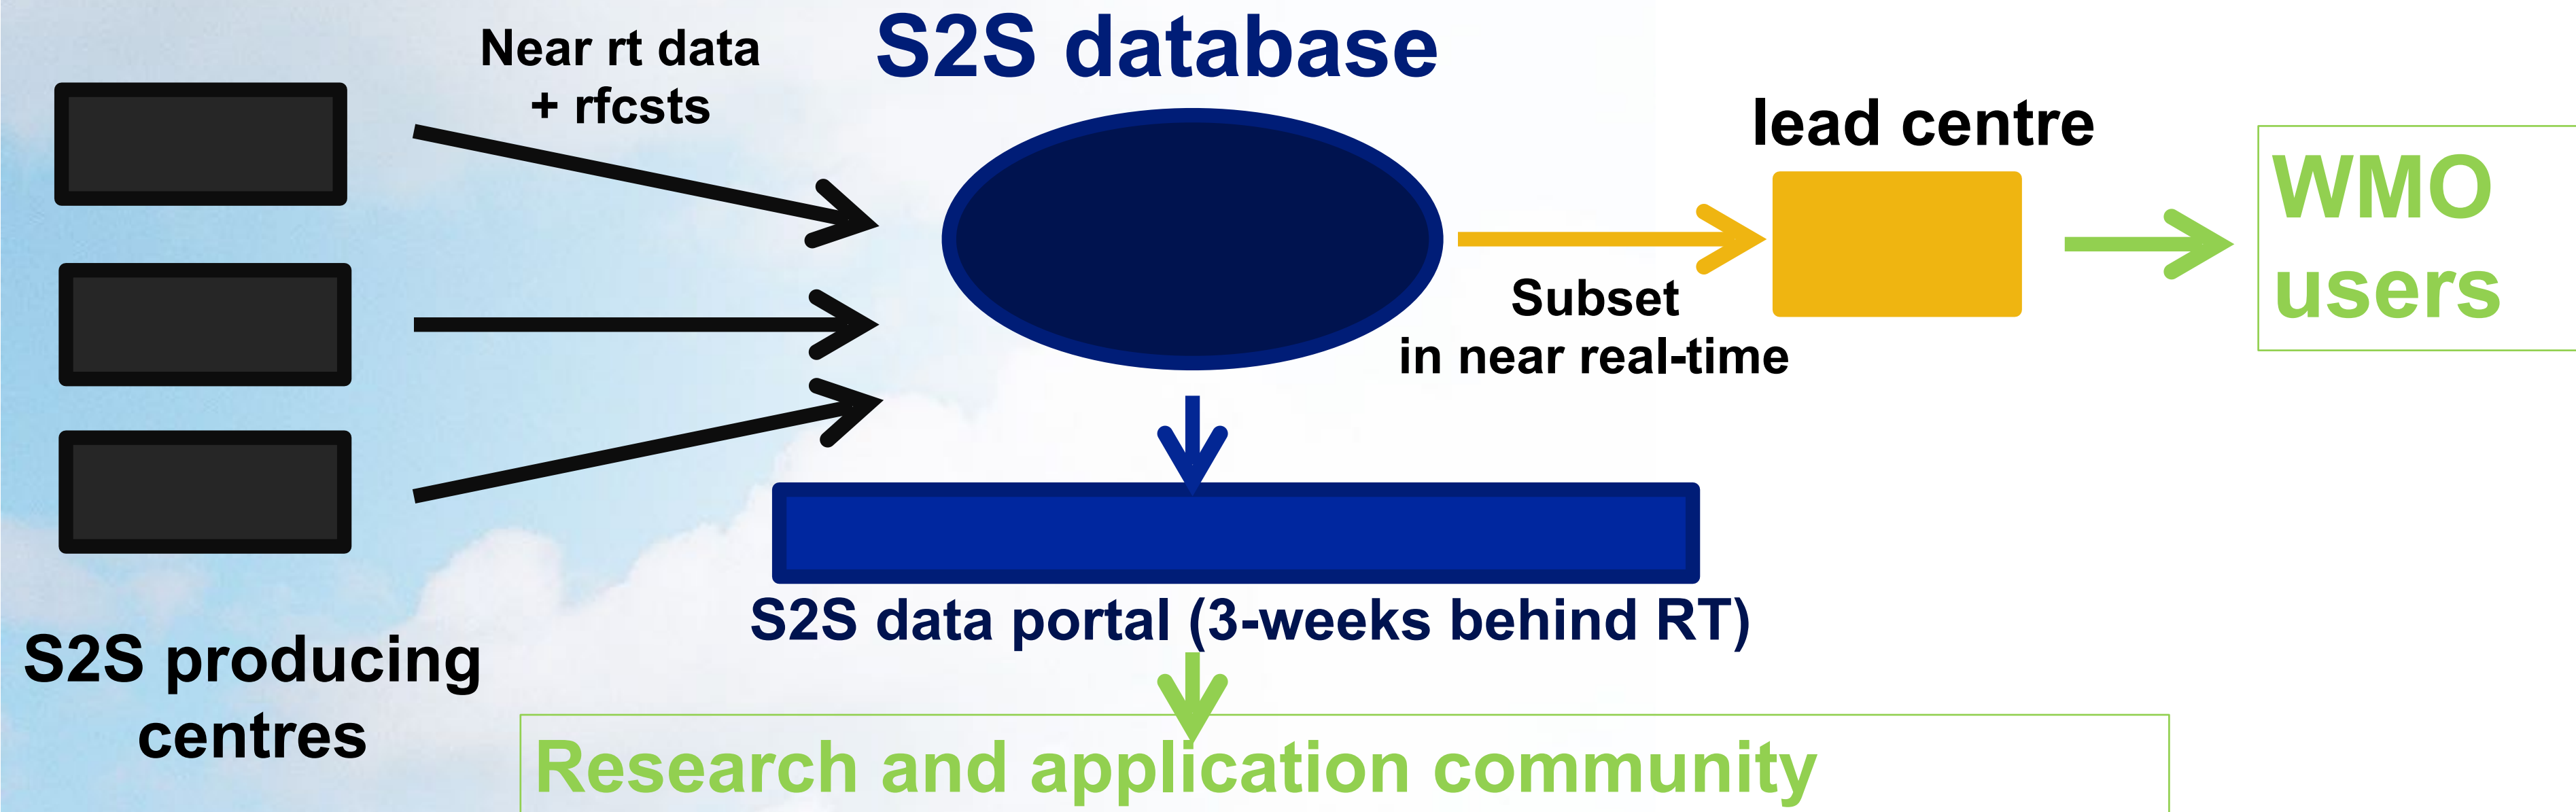 S2S database
Near rt data
+ rfcsts
lead centre
WMO
users
Subset
in near real-time
S2S data portal (3-weeks behind RT)
S2S producing
centres
Research and application community